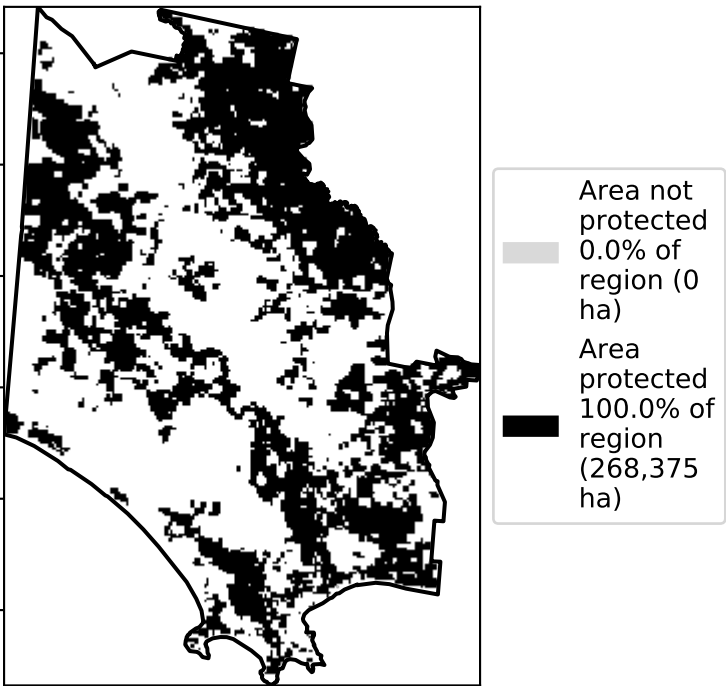 Area not
protected
0.0% of
region (0
ha)
Area
protected
100.0% of
region
(268,375
ha)